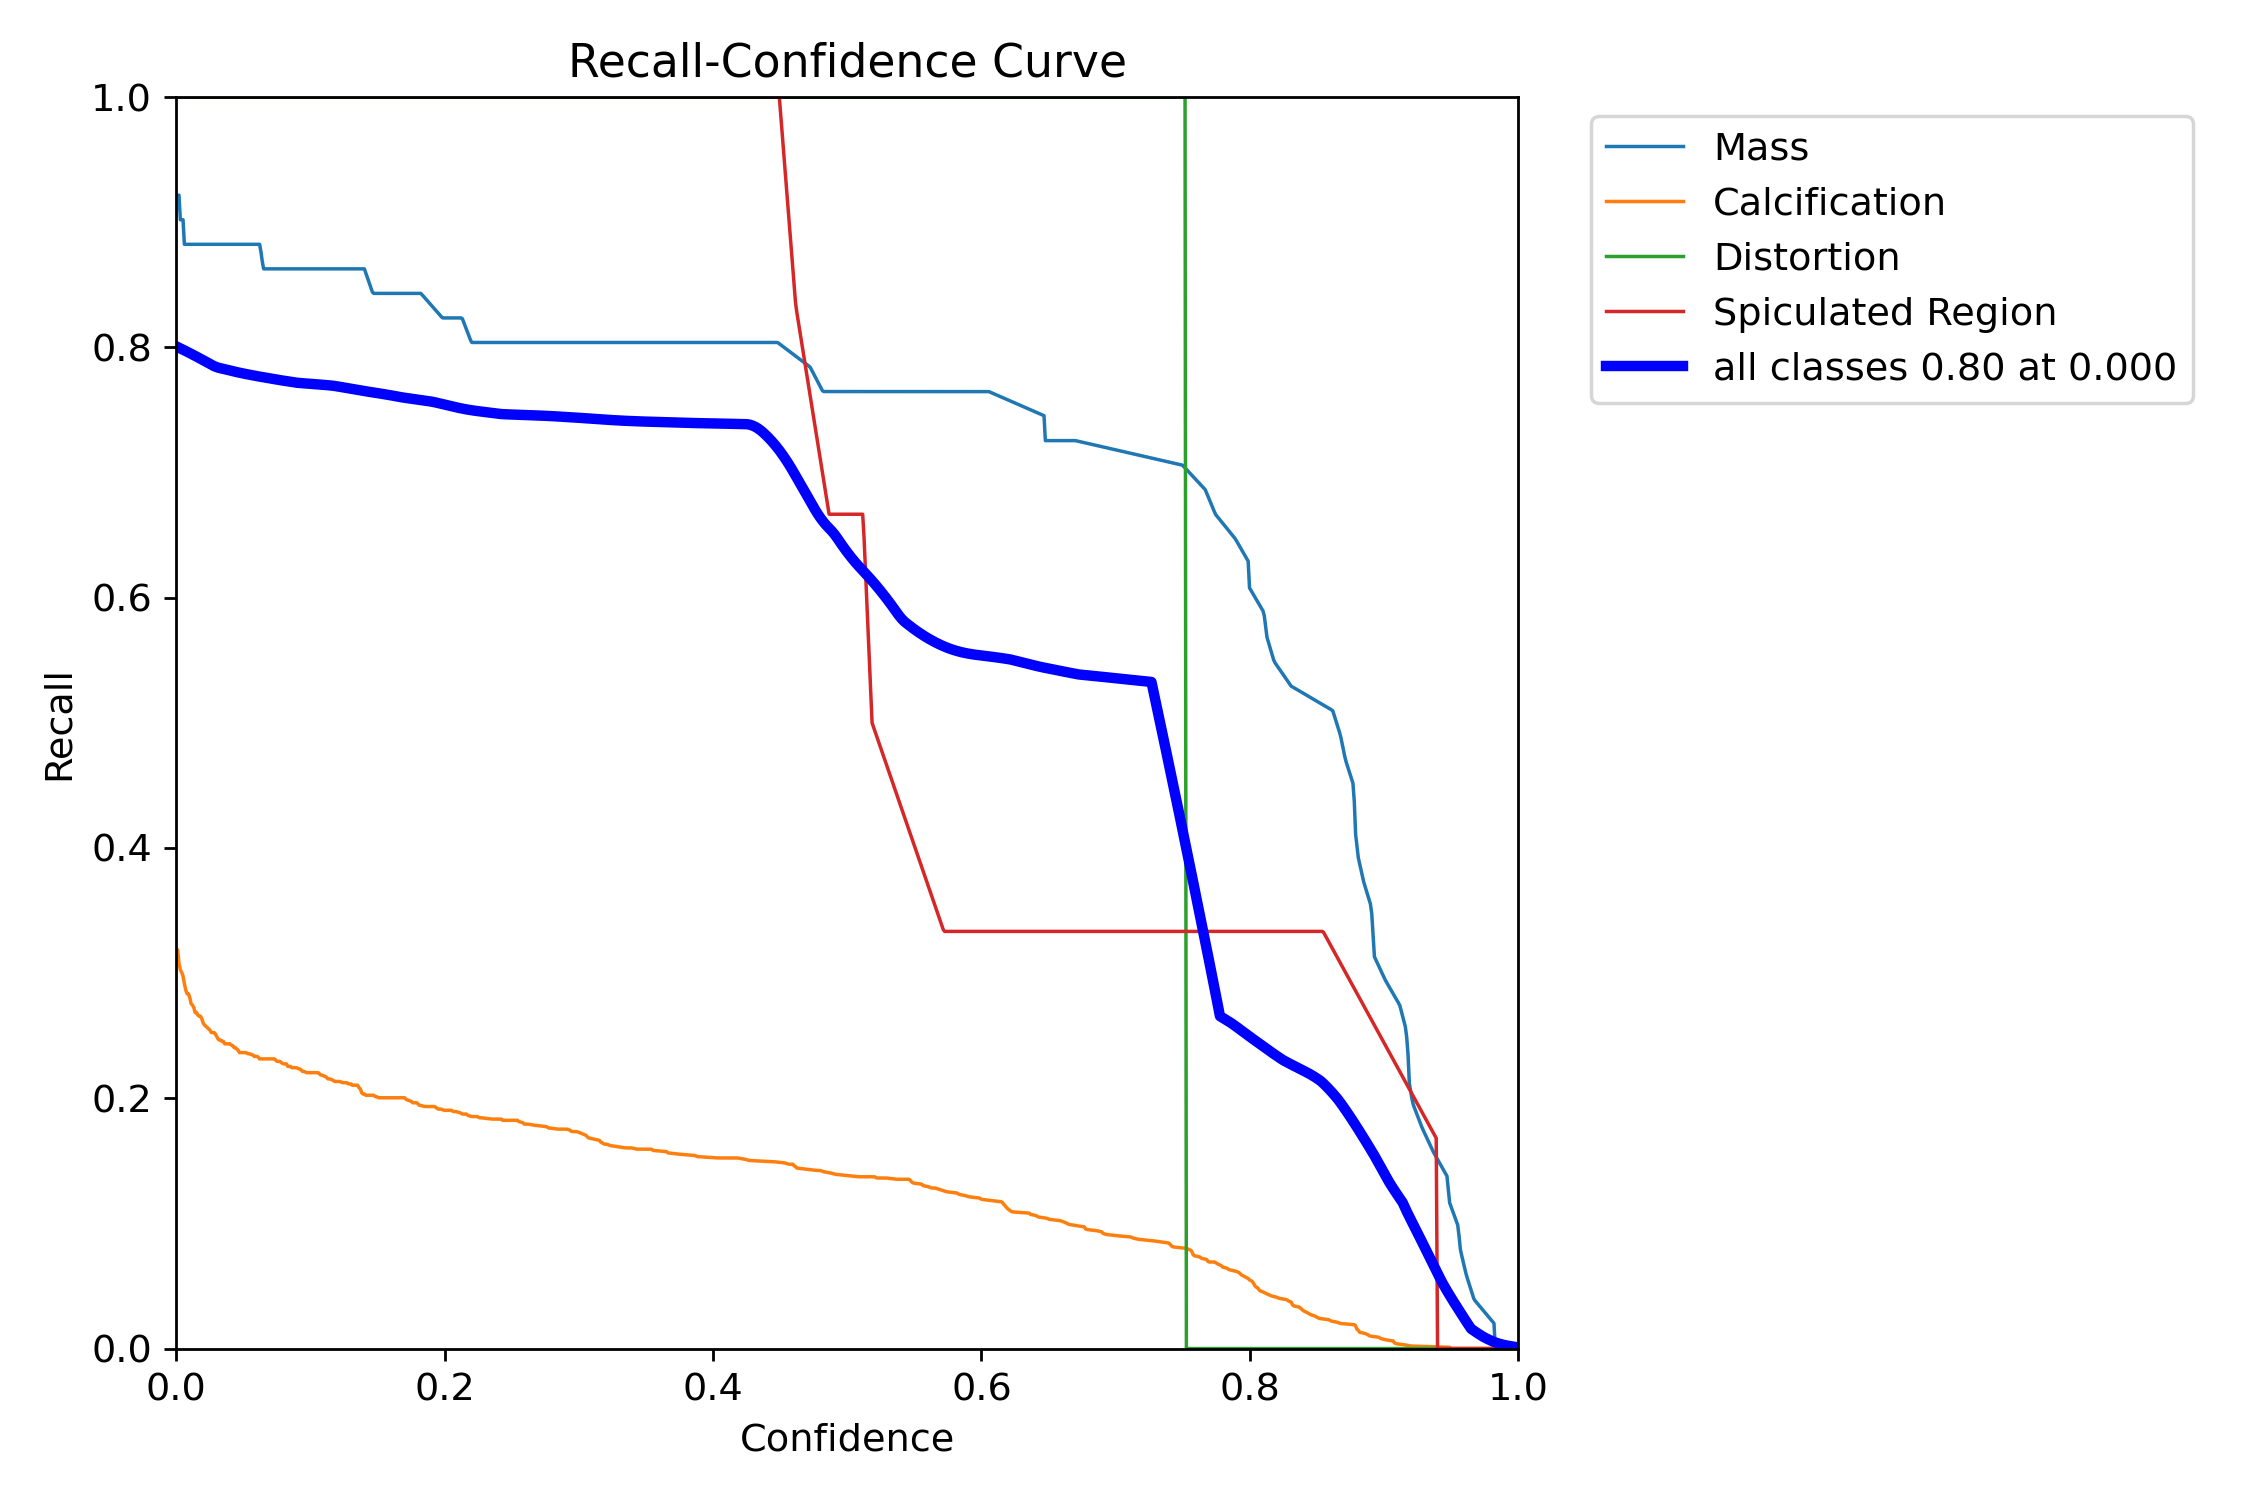 Recall-Confidence Curve
1.0
0.8
0.6
0.4
0.2
0.0
Recall
0.0 0.2 0.4 0.6 0.8 1.0
Confidence
Mass
Calcification
Distortion
Spiculated Region
all classes 0.80 at 0.000